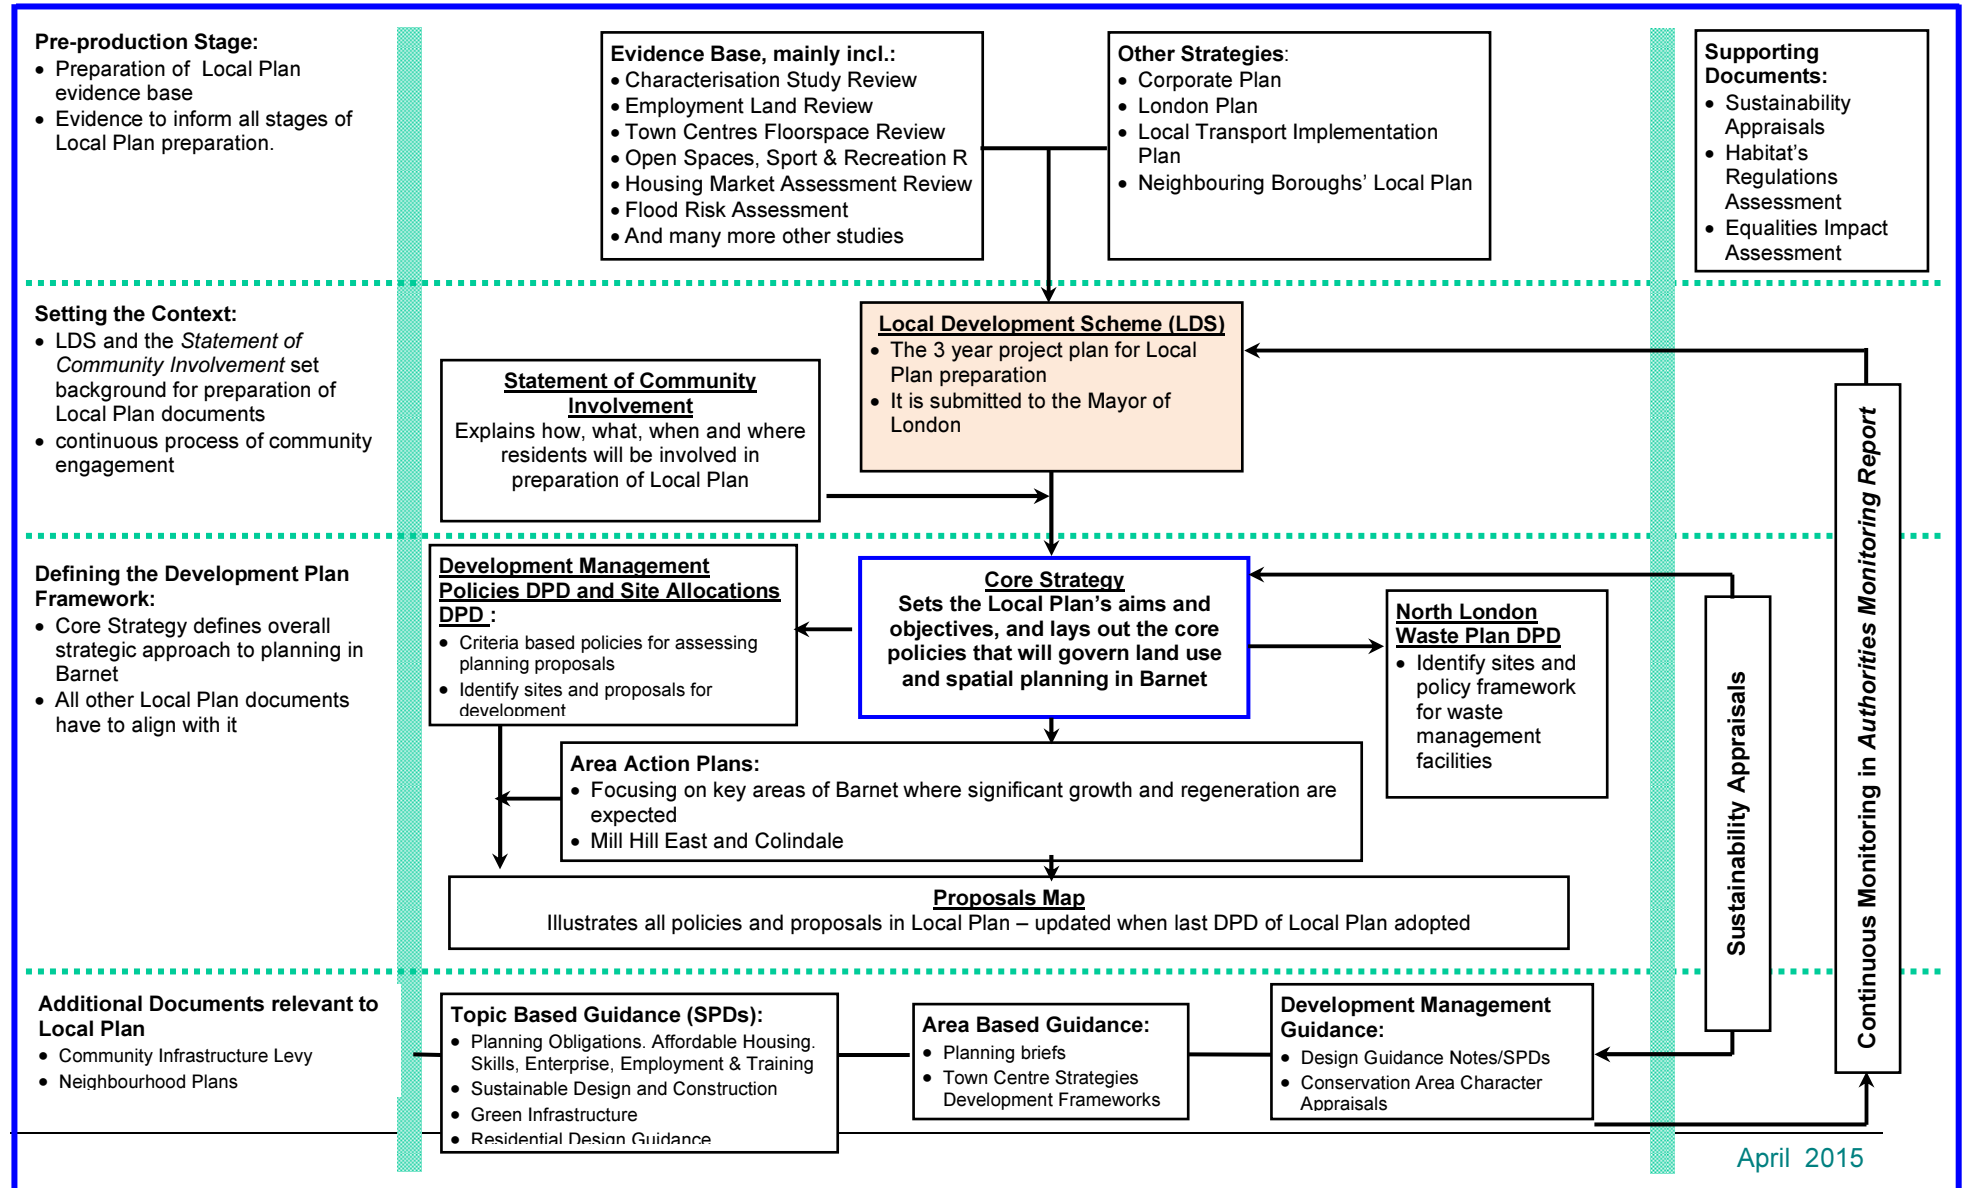 Pre-production Stage:
• Preparation of Local Plan
evidence base
• Evidence to inform all stages of
Local Plan preparation.
Evidence Base, mainly incl.:
• Characterisation Study Review
• Employment Land Review
• Town Centres Floorspace Review
• Open Spaces, Sport & Recreation R
• Housing Market Assessment Review
• Flood Risk Assessment
• And many more other studies
Other Strategies:
• Corporate Plan
• London Plan
• Local Transport Implementation
Plan
• Neighbouring Boroughs’ Local Plan
Supporting
Documents:
• Sustainability
Appraisals
• Habitat’s
Regulations
Assessment
• Equalities Impact
Assessment
Setting the Context:
• LDS and the Statement of
Community Involvement set
background for preparation of
Local Plan documents
• continuous process of community
engagement
Statement of Community
Involvement
Explains how, what, when and where
residents will be involved in
preparation of Local Plan
Local Development Scheme (LDS)
• The 3 year project plan for Local
Plan preparation
• It is submitted to the Mayor of
London
Defining the Development Plan
Framework:
• Core Strategy defines overall
strategic approach to planning in
Barnet
• All other Local Plan documents
have to align with it
Development Management
Policies DPD and Site Allocations
DPD :
• Criteria based policies for assessing
planning proposals
• Identify sites and proposals for
development
Core Strategy
Sets the Local Plan’s aims and
objectives, and lays out the core
policies that will govern land use
and spatial planning in Barnet
North London
Waste Plan DPD
• Identify sites and
policy framework
for waste
management
facilities
Area Action Plans:
• Focusing on key areas of Barnet where significant growth and regeneration are
expected
• Mill Hill East and Colindale
Proposals Map
Illustrates all policies and proposals in Local Plan – updated when last DPD of Local Plan adopted
Sustainability Appraisals
Continuous Monitoring in Authorities Monitoring Report
Additional Documents relevant to
Local Plan
• Community Infrastructure Levy
• Neighbourhood Plans
Topic Based Guidance (SPDs):
• Planning Obligations. Affordable Housing.
Skills, Enterprise, Employment & Training
• Sustainable Design and Construction
• Green Infrastructure
• Residential Design Guidance
Area Based Guidance:
• Planning briefs
• Town Centre Strategies
Development Frameworks
Development Management
Guidance:
• Design Guidance Notes/SPDs
• Conservation Area Character
Appraisals
April 2015